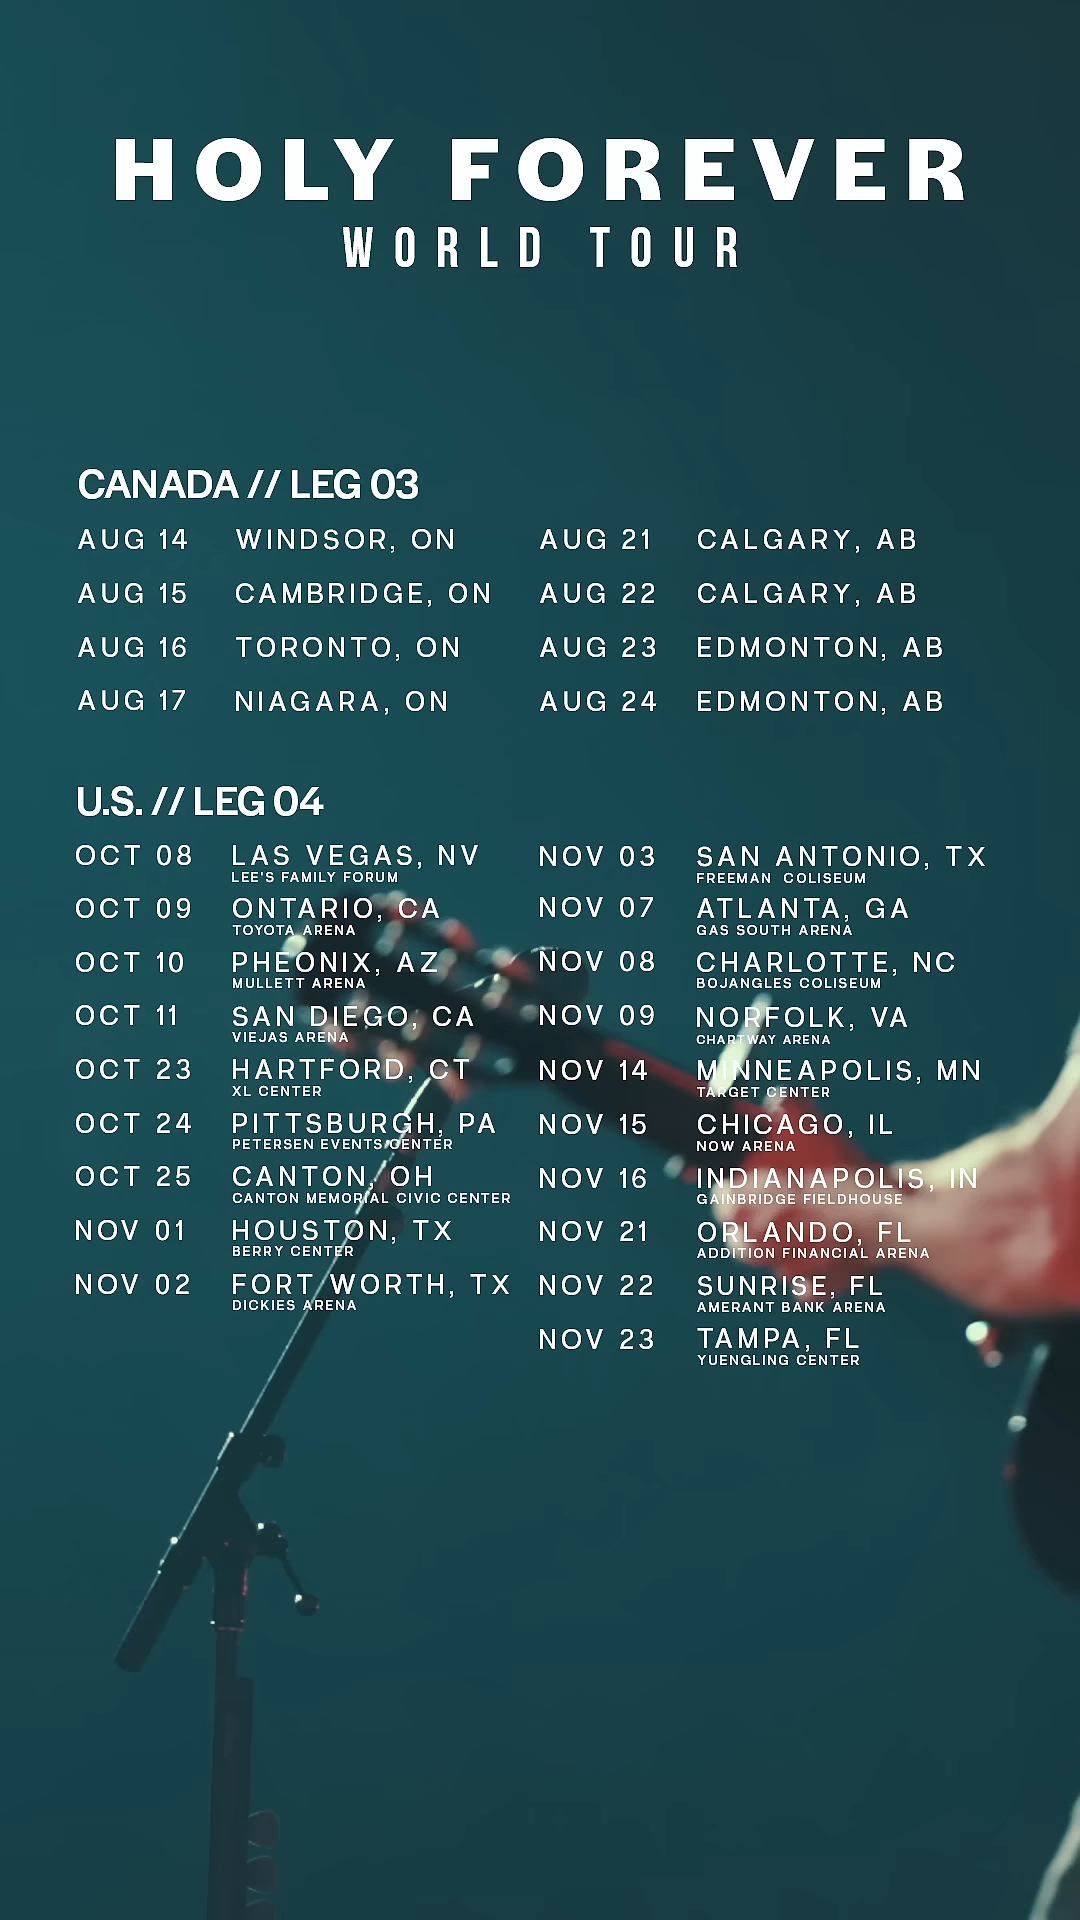 HOLY FOREVER
WORLD TOUR
CANADA // LEG 03
AUG 14 WINDSOR, ON
AUG 15 CAMBRIDGE, ON
AUG 16 TORONTO, ON
AUG 17 NIAGARA, ON
AUG 21 CALGARY, AB
AUG 22 CALGARY, AB
AUG 23 EDMONTON, AB
AUG 24 EDMONTON, AB
U.S. // LEG 04
OCT 08 LAS VEGAS, NV
LEE'S FAMILY FORUM
OCT 09 ONTARIO, CA
TOYOTA ARENA
OCT 10 PHEONIX, AZ
MULLETT ARENA
OCT 11 SAN DIEGO, CA
VIEJAS ARENA
OCT 23 HARTFORD, CT
XL CENTER
OCT 24 PITTSBURGH, PA
PETERSEN EVENTS CENTER
OCT 25 CANTON, OH
CANTON MEMORIAL CIVIC CENTER
NOV 01 HOUSTON, TX
BERRY CENTER
NOV 02 FORT WORTH, TX
DICKIES ARENA
NOV 03 SAN ANTONIO, TX
FREEMAN COLISEUM
NOV 07 ATLANTA, GA
GAS SOUTH ARENA
NOV 08 CHARLOTTE, NC
BOJANGLES COLISEUM
NOV 09 NORFOLK, VA
CHARTWAY ARENA
NOV 14 MINNEAPOLIS, MN
TARGET CENTER
NOV 15 CHICAGO, IL
NOW ARENA
NOV 16 INDIANAPOLIS, IN
GAINBRIDGE FIELDHOUSE
NOV 21 ORLANDO, FL
ADDITION FINANCIAL ARENA
NOV 22 SUNRISE, FL
AMERANT BANK ARENA
NOV 23 TAMPA, FL
YUENGLING CENTER